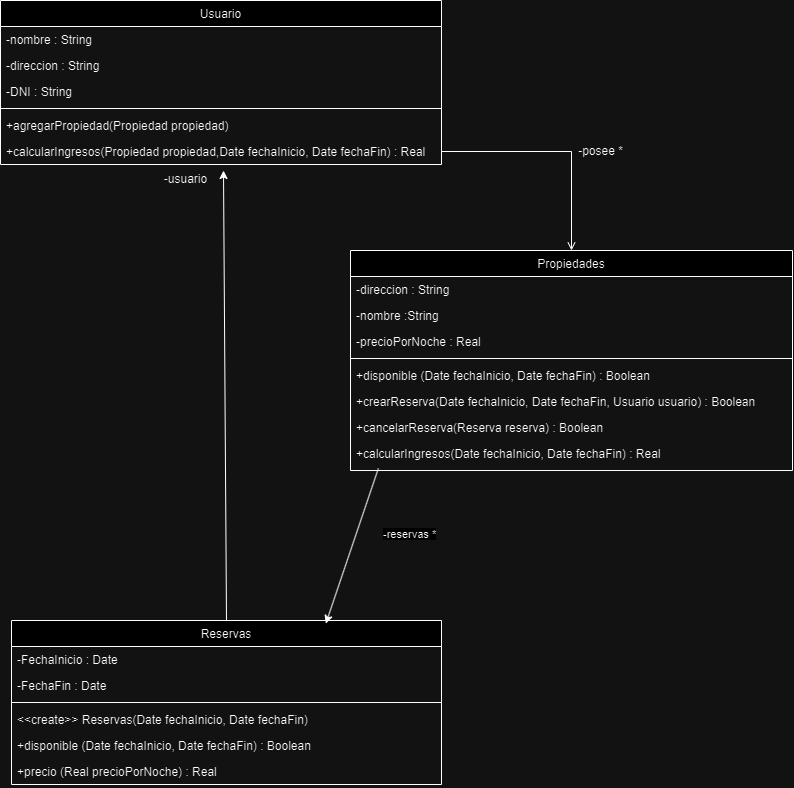 Usuario
-nombre : String
-direccion : String
-DNI : String
+agregarPropiedad(Propiedad propiedad)
+calcularIngresos(Propiedad propiedad,Date fechaInicio, Date fechaFin) : Real
-posee *
-usuario
Propiedades
-direccion : String
-nombre :String
-precioPorNoche : Real
+disponible (Date fechaInicio, Date fechaFin) : Boolean
+crearReserva(Date fechaInicio, Date fechaFin, Usuario usuario) : Boolean
+cancelarReserva(Reserva reserva) : Boolean
+calcularIngresos(Date fechaInicio, Date fechaFin) : Real
-reservas *
Reservas
-FechaInicio : Date
-FechaFin : Date
<<create>> Reservas(Date fechaInicio, Date fechaFin)
+disponible (Date fechaInicio, Date fechaFin) : Boolean
+precio (Real precioPorNoche) : Real